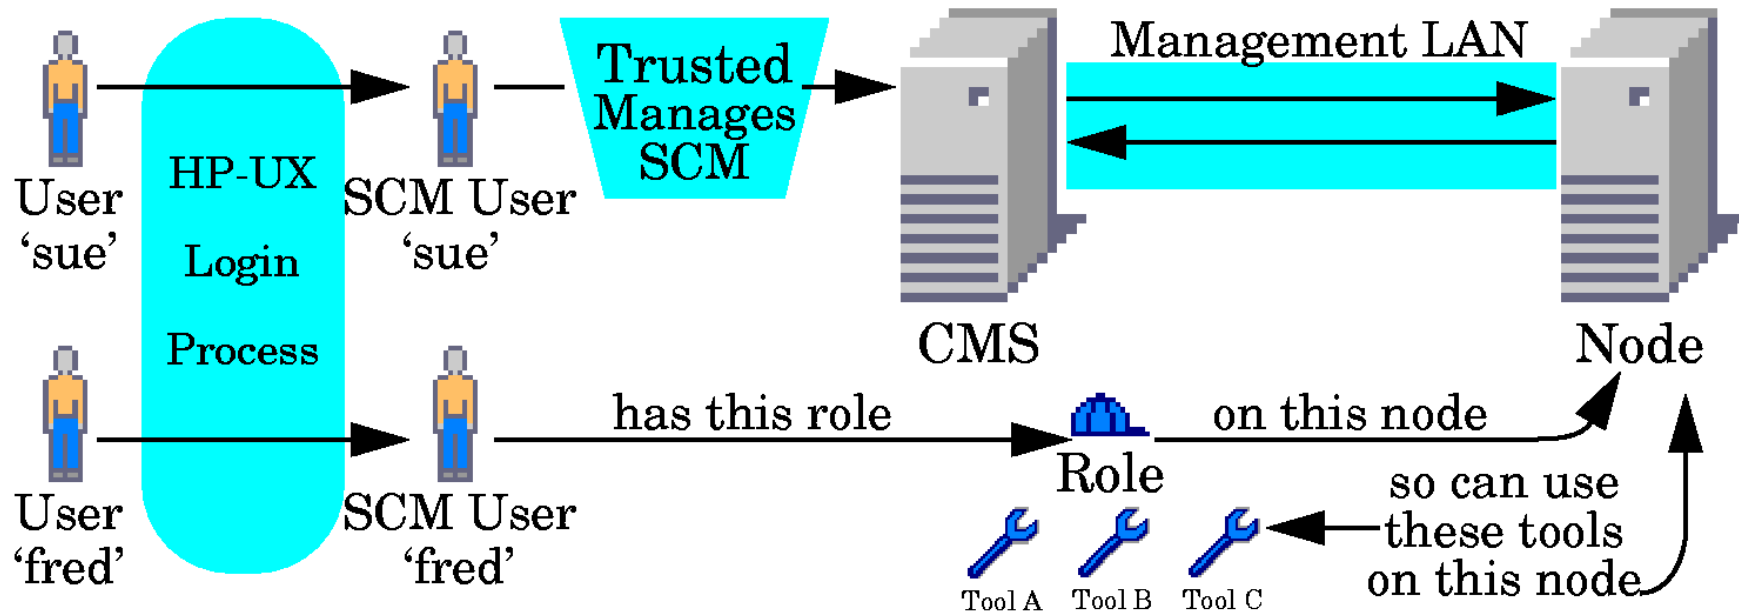 User
‘sue’
HP-UX
Login
Process
SCM User
‘sue’
Trusted
Manages
SCM
Management LAN
CMS
Node
User
‘fred’
SCM User
‘fred’
has this role
Role
on this node
so can use
these tools
on this node
Tool A
Tool B
Tool C